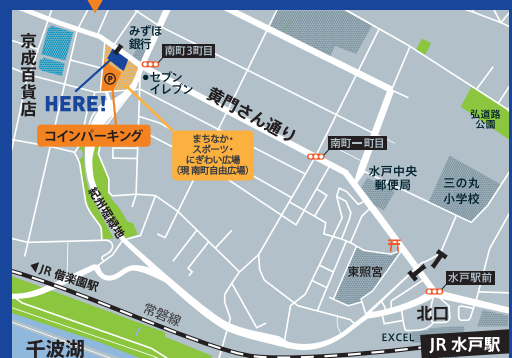 みずほ
銀行
南町3丁目
京成百貨店
P
セブン
イレブン
HERE!
コインパーキング
黄門さん通り
弘道路
公園
まちなか・
スポーツ・
にぎわい広場
(現 南町自由広場)
南町一丁目
水戸中央
郵便局
三の丸
小学校
紀州堀緑地
東照宮
水戸駅前
JR 偕楽園駅
常磐線
北口
EXCEL
JR 水戸駅
千波湖